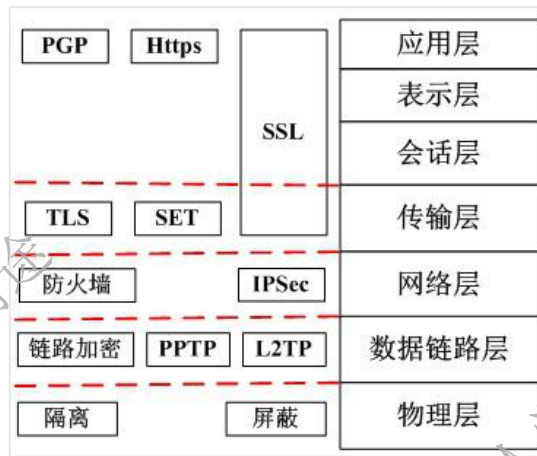 PGP Https 应用层
表示层
SSL
会话层
TLS SET 传输层
防火墙 IPSec 网络层
链路加密 PPTP L2TP 数据链路层
隔离 屏蔽 物理层
途